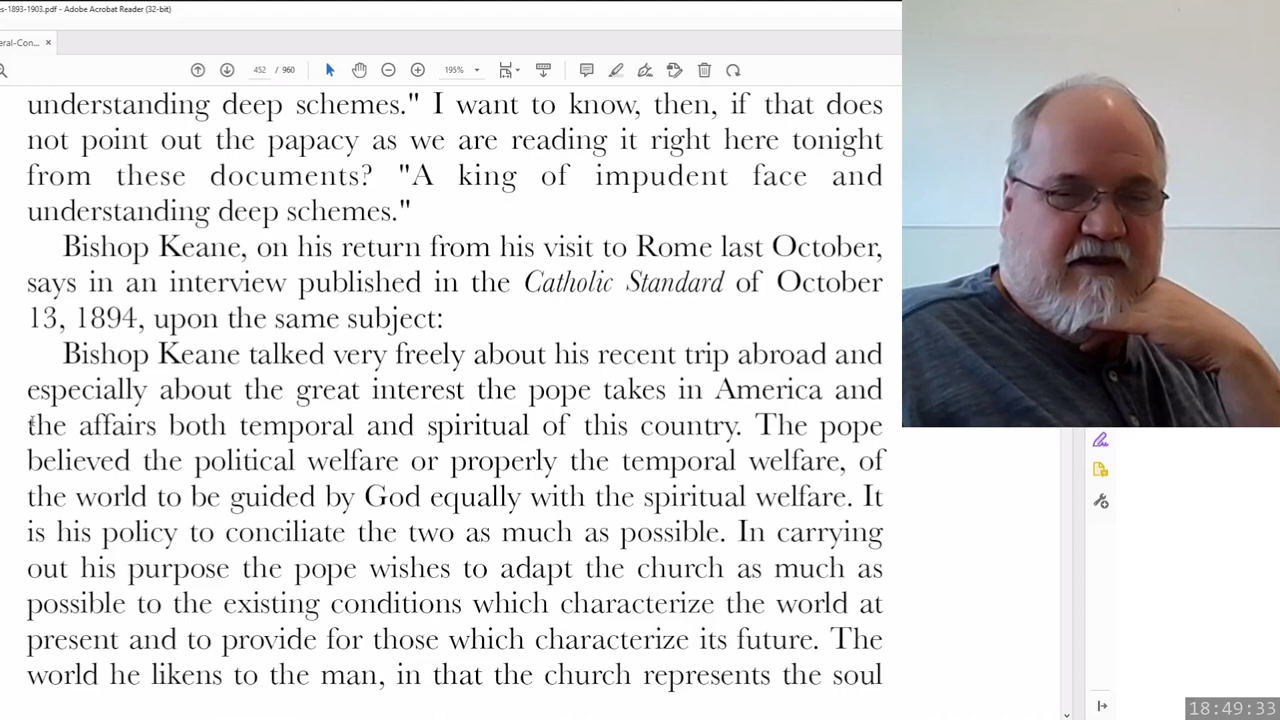 s-1893-1903.pdf - Adobe Acrobat Reader (32-bit)
eral-Con... ×
452 / 960 195%
understanding deep schemes." I want to know, then, if that does
not point out the papacy as we are reading it right here tonight
from these documents? "A king of impudent face and
understanding deep schemes."
Bishop Keane, on his return from his visit to Rome last October,
says in an interview published in the Catholic Standard of October
13, 1894, upon the same subject:
Bishop Keane talked very freely about his recent trip abroad and
especially about the great interest the pope takes in America and
the affairs both temporal and spiritual of this country. The pope
believed the political welfare or properly the temporal welfare, of
the world to be guided by God equally with the spiritual welfare. It
is his policy to conciliate the two as much as possible. In carrying
out his purpose the pope wishes to adapt the church as much as
possible to the existing conditions which characterize the world at
present and to provide for those which characterize its future. The
world he likens to the man, in that the church represents the soul
18:49:33